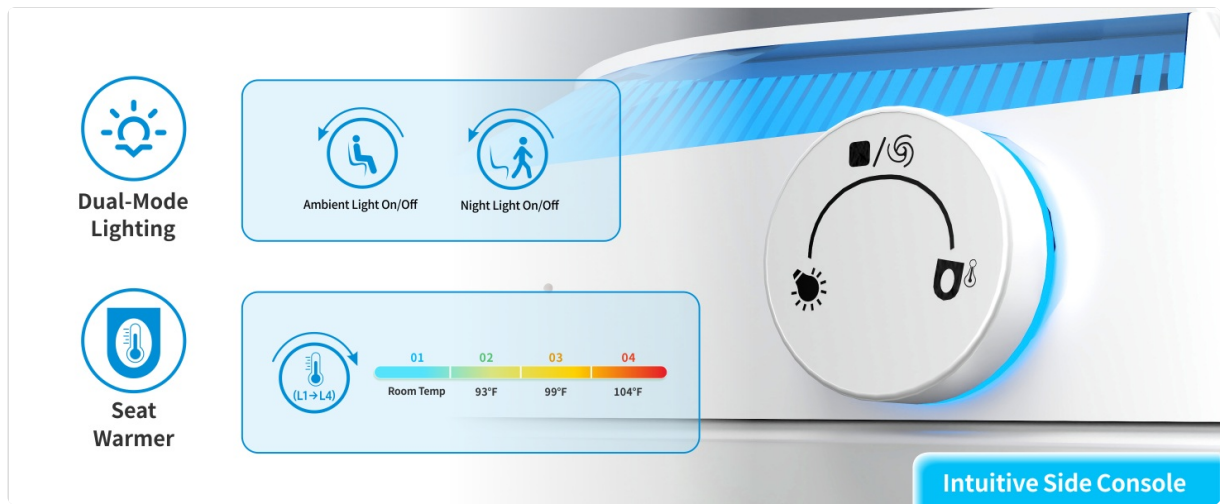 Dual-Mode
Lighting
Ambient Light On/Off
Night Light On/Off
Seat
Warmer
(L1→L4)
01 02 03 04
Room Temp 93°F 99°F 104°F
Intuitive Side Console